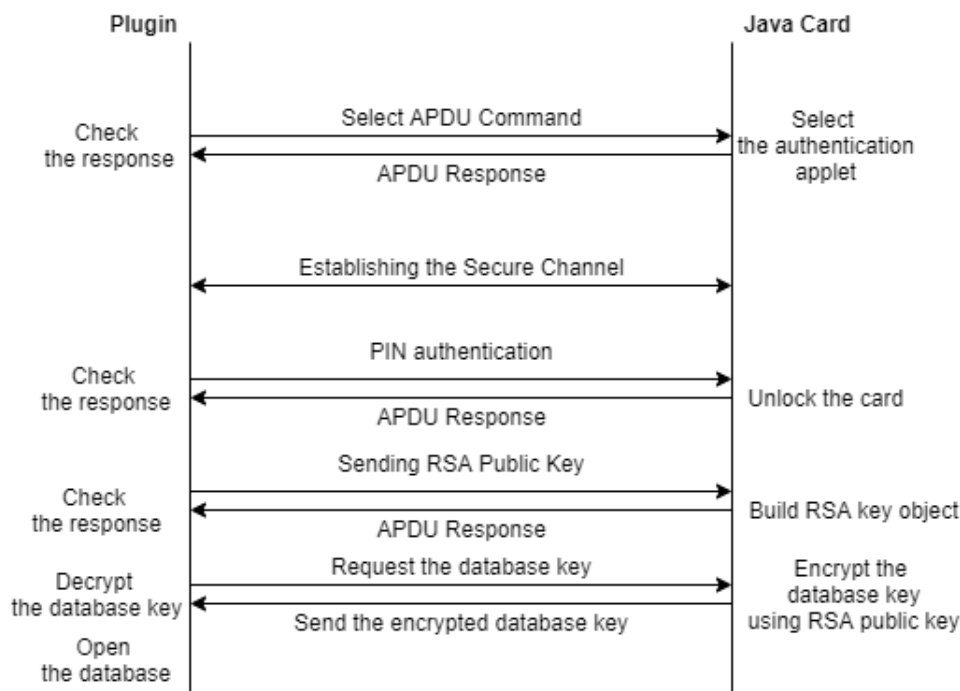 Plugin
Java Card
Select APDU Command
Check
the response
Select
the authentication
applet
APDU Response
Establishing the Secure Channel
PIN authentication
Check
the response
Unlock the card
APDU Response
Sending RSA Public Key
Check
the response
Build RSA key object
APDU Response
Request the database key
Decrypt
the database key
Encrypt the
database key
using RSA public key
Send the encrypted database key
Open
the database